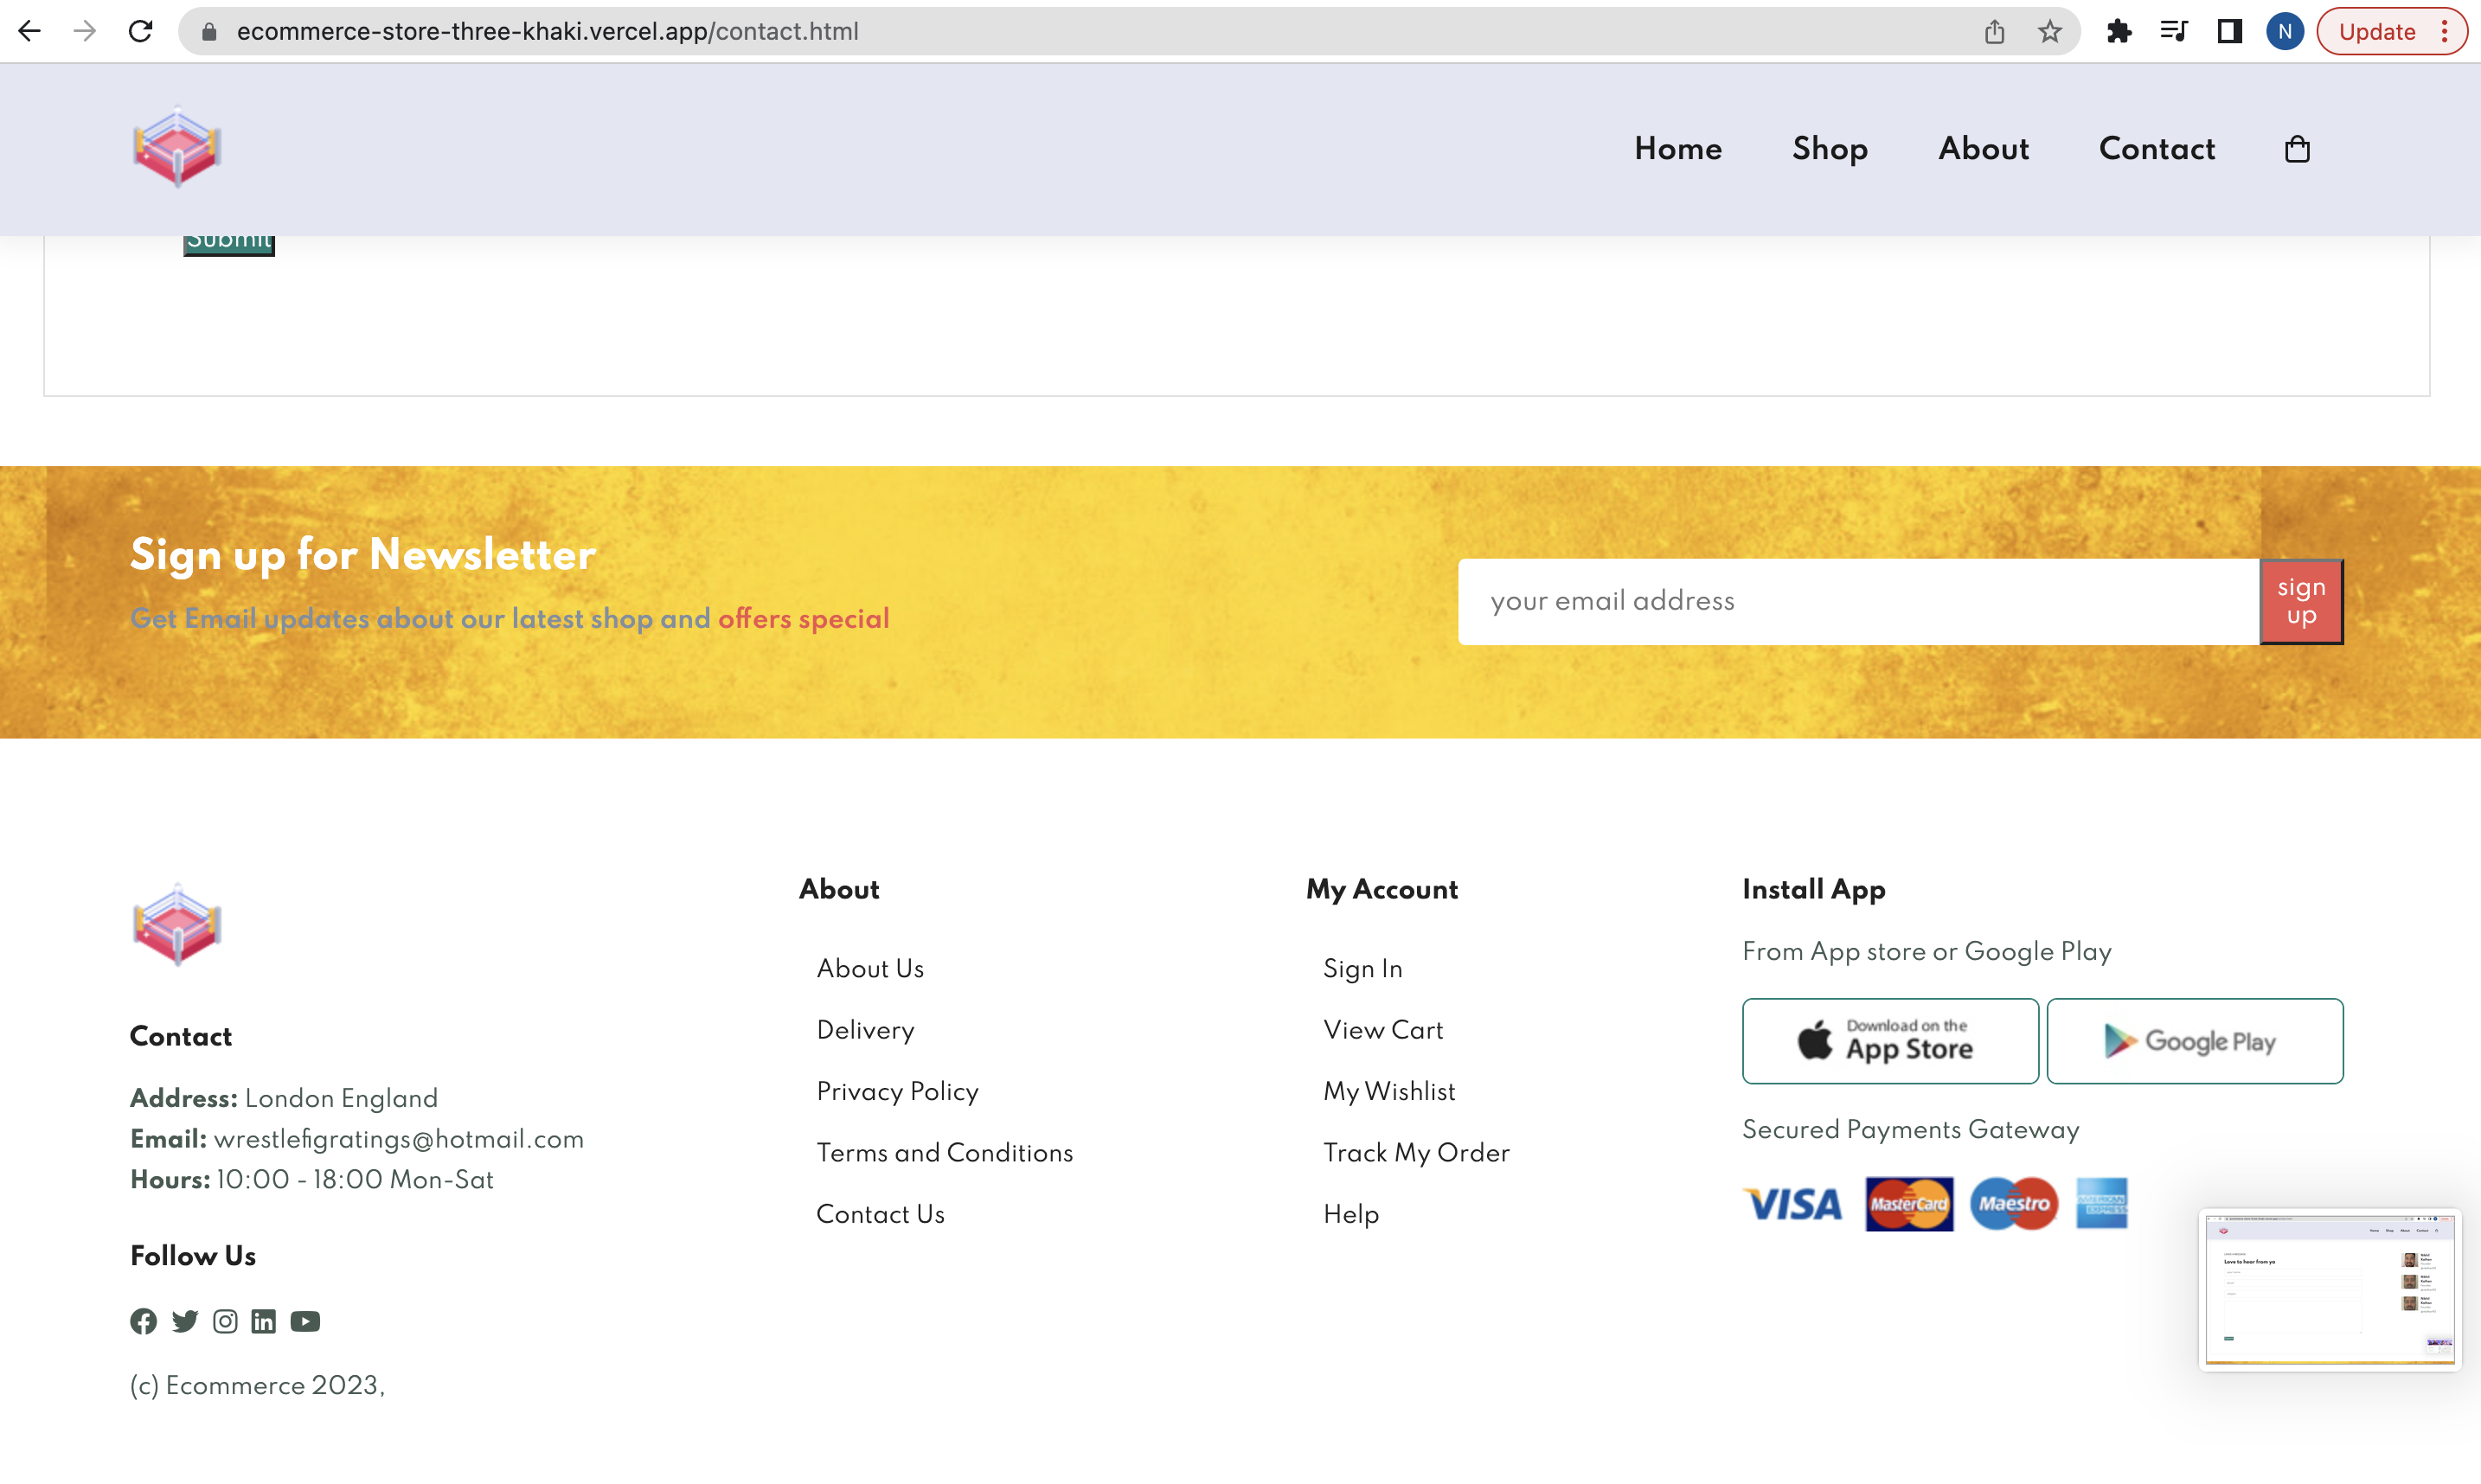 ecommerce-store-three-khaki.vercel.app/contact.html
N
Update
Home
Shop
About
Contact
Submit
Sign up for Newsletter
Get Email updates about our latest shop and offers special
your email address
sign
up
Contact
Address: London England
Email: wrestlefigratings@hotmail.com
Hours: 10:00 - 18:00 Mon-Sat
Follow Us
(c) Ecommerce 2023,
About
About Us
Delivery
Privacy Policy
Terms and Conditions
Contact Us
My Account
Sign In
View Cart
My Wishlist
Track My Order
Help
Install App
From App store or Google Play
Download on the
App Store
Google Play
Secured Payments Gateway
VISA
MasterCard
Maestro
AMERICAN
EXPRESS
Love to hear from ya